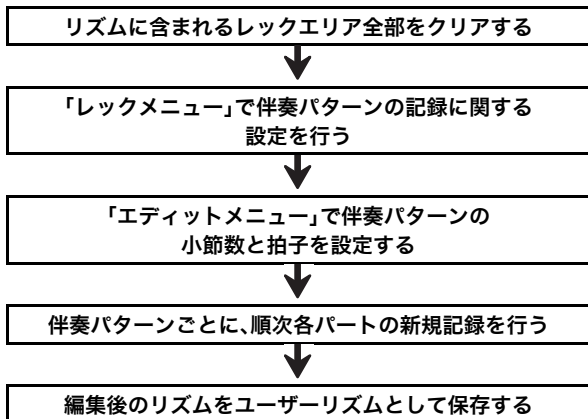 リズムに含まれるレックエリア全部をクリアする
「レックメニュー」で伴奏パターンの記録に関する
設定を行う
「エディットメニュー」で伴奏パターンの
小節数と拍子を設定する
伴奏パターンごとに、順次各パートの新規記録を行う
編集後のリズムをユーザーリズムとして保存する